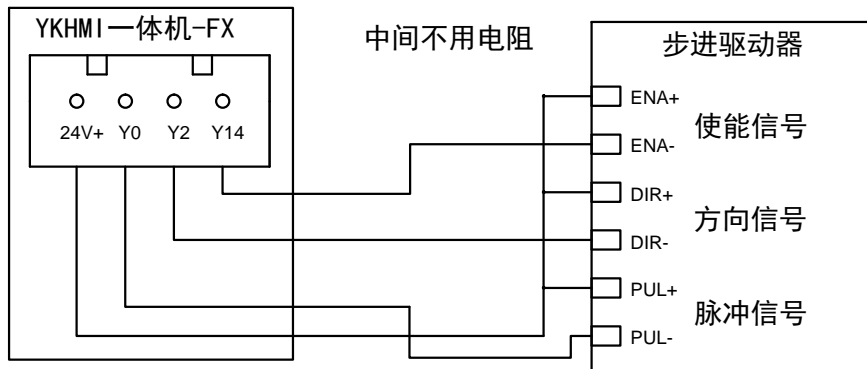 YKHMI一体机-FX
中间不用电阻
步进驱动器
24V+ Y0 Y2 Y14
ENA+
使能信号
ENA-
DIR+
方向信号
DIR-
PUL+
脉冲信号
PUL-